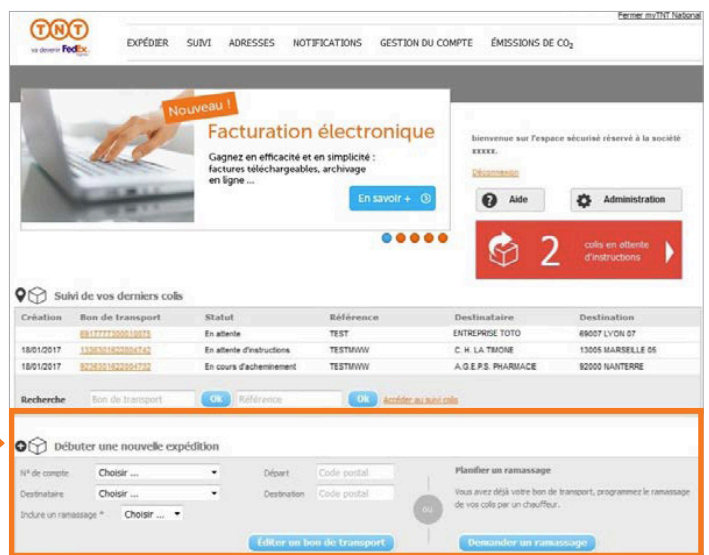 Fermer myTNT National
TNT
va devenir FedEx
EXPÉDIER SUIVI ADRESSES NOTIFICATIONS GESTION DU COMPTE ÉMISSIONS DE CO₂
Nouveau !
Facturation électronique
Gagnez en efficacité et en simplicité :
factures téléchargeables, archivage
en ligne ...
En savoir +
bienvenue sur l'espace sécurisé réservé à la société
xxxxx.
Déconnexion
Aide Administration
2 colis en attente
d'instructions
Suivi de vos derniers colis
Création Bon de transport Statut Référence Destinataire Destination
En attente TEST ENTREPRISE TOTO 69007 LYON 07
18/01/2017 En attente d'instructions TESTMWW C. H. LA TIMONE 13005 MARSEILLE 05
18/01/2017 En cours d'acheminement TESTMWW A.G.E.P.S. PHARMACIE 92000 NANTERRE
Recherche Bon de transport Ok Référence Ok Accéder au suivi colis
Débuter une nouvelle expédition
N° de compte Choisir ... Départ Code postal
Destinataire Choisir ... Destination Code postal
Indure un ramassage * Choisir ...
Éditer un bon de transport
OU
Planifier un ramassage
Vous avez déjà votre bon de transport, programmez le ramassage
de vos colis par un chauffeur.
Demander un ramassage